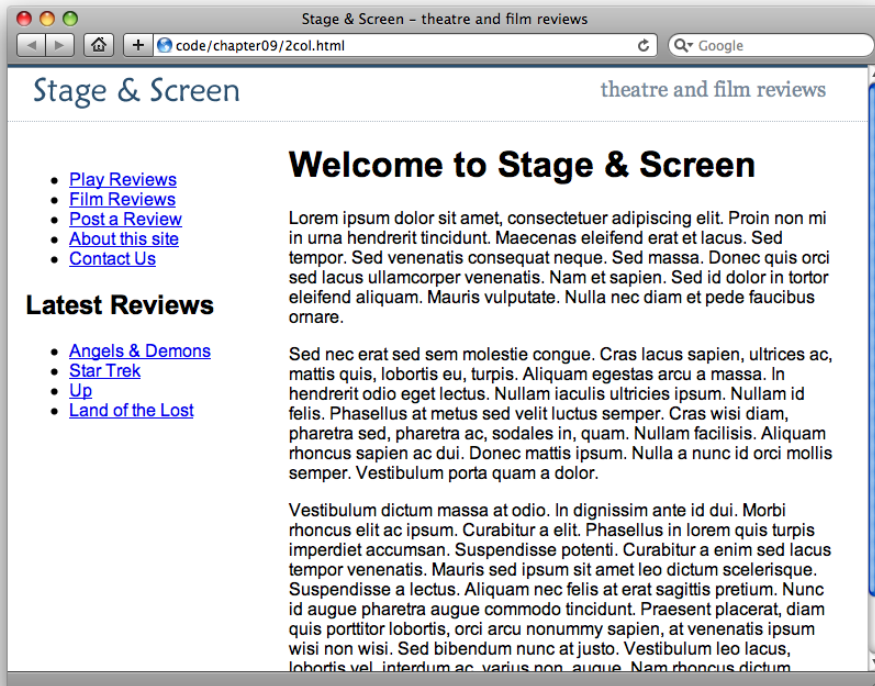 Stage & Screen – theatre and film reviews
code/chapter09/2col.html
Google
Stage & Screen
theatre and film reviews
Play Reviews
Film Reviews
Post a Review
About this site
Contact Us
Latest Reviews
Angels & Demons
Star Trek
Up
Land of the Lost
Welcome to Stage & Screen
Lorem ipsum dolor sit amet, consectetuer adipiscing elit. Proin non mi
in urna hendrerit tincidunt. Maecenas eleifend erat et lacus. Sed
tempor. Sed venenatis consequat neque. Sed massa. Donec quis orci
sed lacus ullamcorper venenatis. Nam et sapien. Sed id dolor in tortor
eleifend aliquam. Mauris vulputate. Nulla nec diam et pede faucibus
ornare.
Sed nec erat sed sem molestie congue. Cras lacus sapien, ultrices ac,
mattis quis, lobortis eu, turpis. Aliquam egestas arcu a massa. In
hendrerit odio eget lectus. Nullam iaculis ultricies ipsum. Nullam id
felis. Phasellus at metus sed velit luctus semper. Cras wisi diam,
pharetra sed, pharetra ac, sodales in, quam. Nullam facilisis. Aliquam
rhoncus sapien ac dui. Donec mattis ipsum. Nulla a nunc id orci mollis
semper. Vestibulum porta quam a dolor.
Vestibulum dictum massa at odio. In dignissim ante id dui. Morbi
rhoncus elit ac ipsum. Curabitur a elit. Phasellus in lorem quis turpis
imperdiet accumsan. Suspendisse potenti. Curabitur a enim sed lacus
tempor venenatis. Mauris sed ipsum sit amet leo dictum scelerisque.
Suspendisse a lectus. Aliquam nec felis at erat sagittis pretium. Nunc
id augue pharetra augue commodo tincidunt. Praesent placerat, diam
quis porttitor lobortis, orci arcu nonummy sapien, at venenatis ipsum
wisi non wisi. Sed bibendum nunc at justo. Vestibulum leo lacus,
lobortis vel, interdum ac, varius non, augue. Nam rhoncus dictum